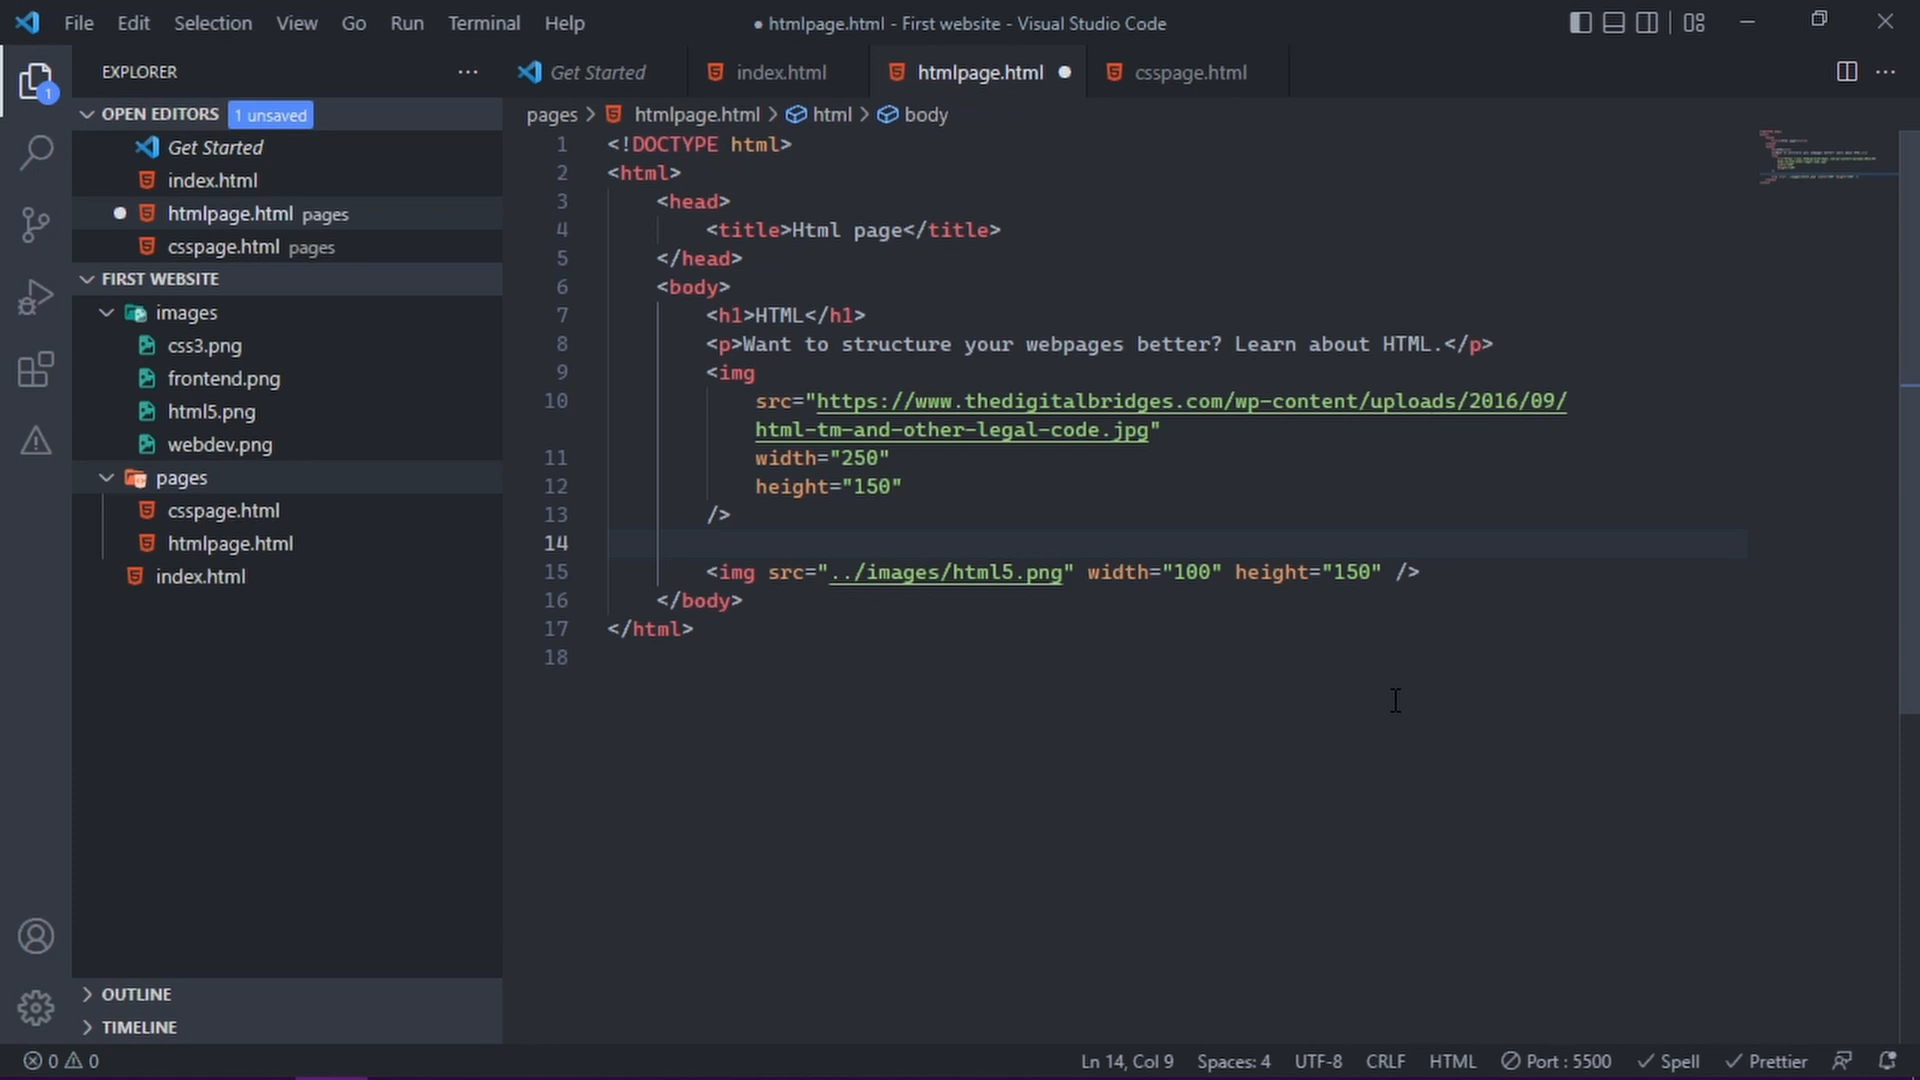 File Edit Selection View Go Run Terminal Help ● htmlpage.html - First website - Visual Studio Code
EXPLORER ... Get Started index.html htmlpage.html csspage.html ...
1
OPEN EDITORS 1 unsaved
Get Started
index.html
htmlpage.html pages
csspage.html pages
FIRST WEBSITE
images
css3.png
frontend.png
html5.png
webdev.png
pages
csspage.html
htmlpage.html
index.html
OUTLINE
TIMELINE
pages > htmlpage.html > html > body
1 <!DOCTYPE html>
2 <html>
3 <head>
4 <title>Html page</title>
5 </head>
6 <body>
7 <h1>HTML</h1>
8 <p>Want to structure your webpages better? Learn about HTML.</p>
9 <img
10 src="https://www.thedigitalbridges.com/wp-content/uploads/2016/09/
html-tm-and-other-legal-code.jpg"
11 width="250"
12 height="150"
13 />
14
15 <img src="../images/html5.png" width="100" height="150" />
16 </body>
17 </html>
18
0 0 Ln 14, Col 9 Spaces: 4 UTF-8 CRLF HTML Port : 5500 Spell Prettier